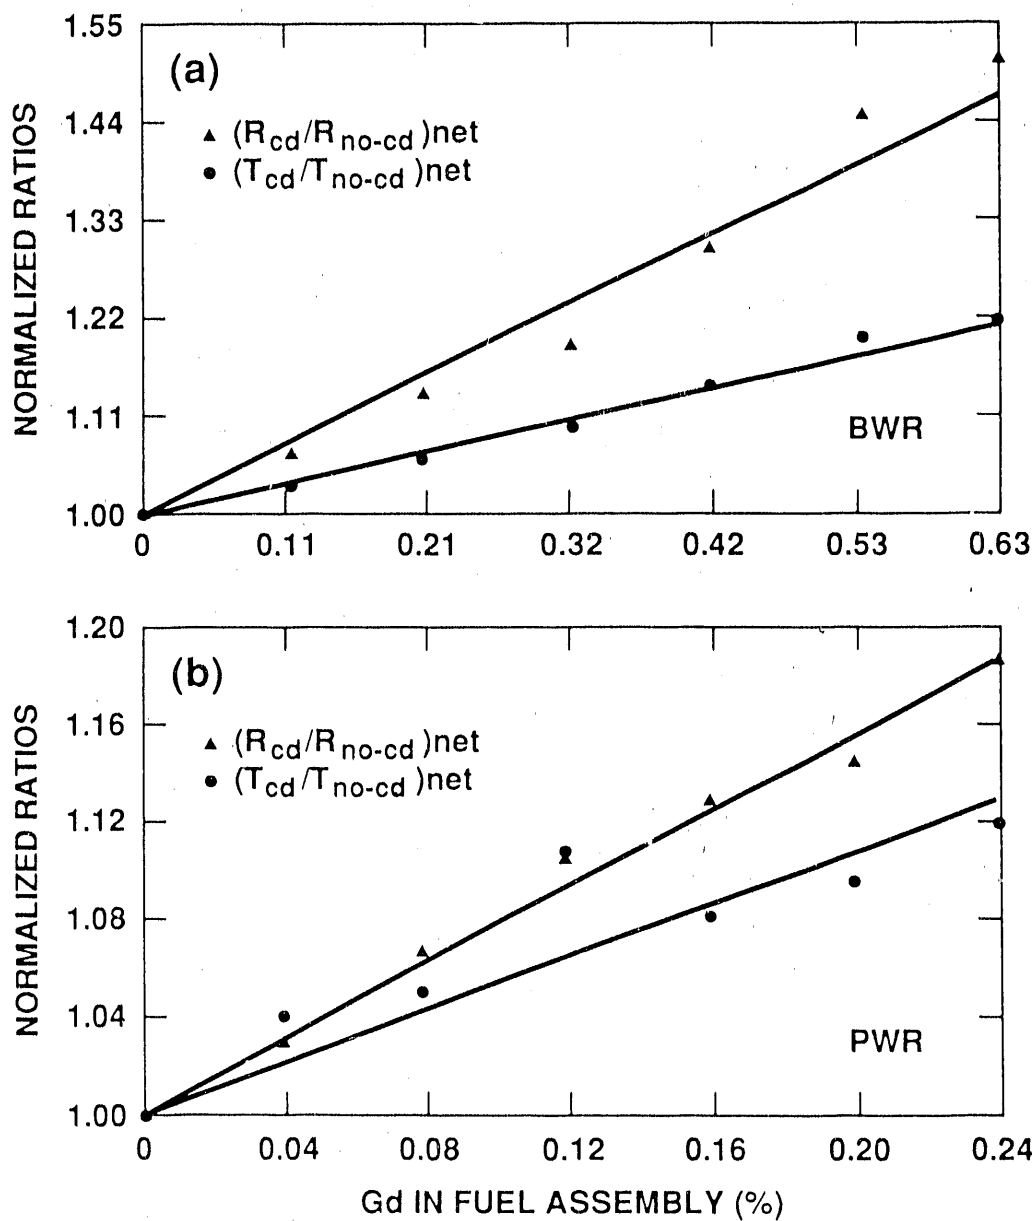 1.55
(a)
▲ (Rcd/Rno-cd)net
1.44
● (Tcd/Tno-cd)net
1.33
1.22
1.11
1.00
NORMALIZED RATIOS
BWR
0 0.11 0.21 0.32 0.42 0.53 0.63
1.20
(b)
1.16
▲ (Rcd/Rno-cd)net
● (Tcd/Tno-cd)net
1.12
1.08
1.04
1.00
NORMALIZED RATIOS
PWR
0 0.04 0.08 0.12 0.16 0.20 0.24
Gd IN FUEL ASSEMBLY (%)